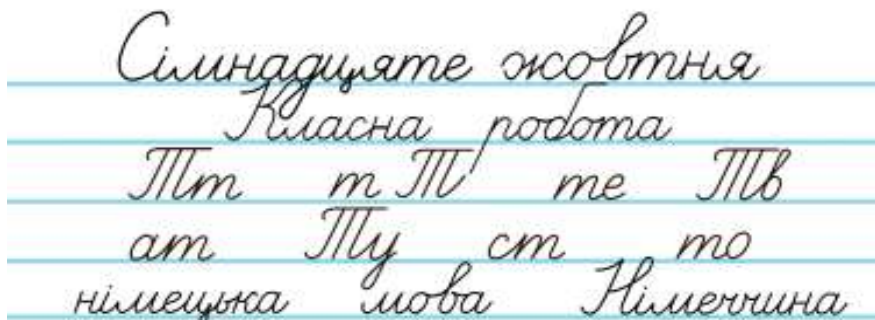 Сімнадцяте жовтня
Класна робота
Тт т Т те Тв
ат Ту ст то
німецька мова Німеччина